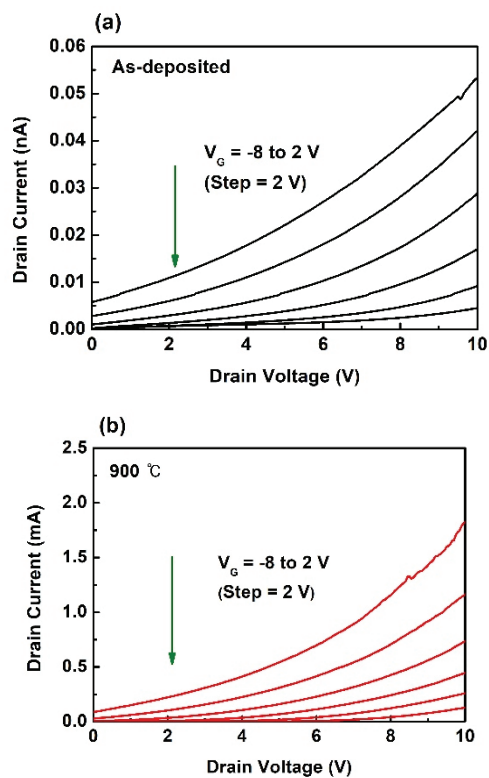 (a)
As-deposited
V_G = -8 to 2 V
(Step = 2 V)
Drain Current (nA)
0.06
0.05
0.04
0.03
0.02
0.01
0.00
0 2 4 6 8 10
Drain Voltage (V)
(b)
900 ℃
V_G = -8 to 2 V
(Step = 2 V)
Drain Current (mA)
2.5
2.0
1.5
1.0
0.5
0.0
0 2 4 6 8 10
Drain Voltage (V)